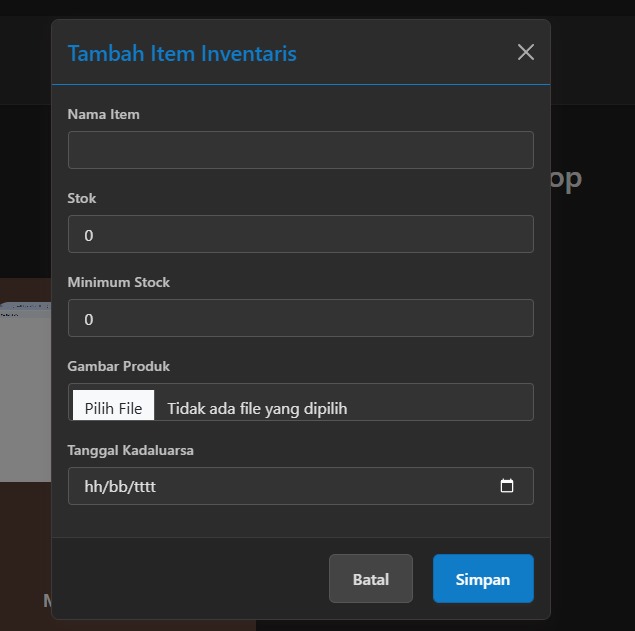 Tambah Item Inventaris
Nama Item
op
Stok
0
Minimum Stock
0
Gambar Produk
Pilih File Tidak ada file yang dipilih
Tanggal Kadaluarsa
hh/bb/tttt
Batal Simpan